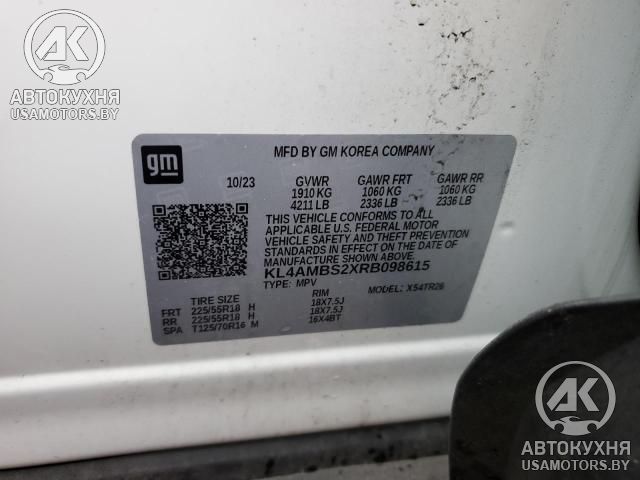 АК
АВТОКУХНЯ
USAMOTORS.BY
gm
MFD BY GM KOREA COMPANY
10/23 GVWR GAWR FRT GAWR RR
1910 KG 1060 KG 1060 KG
4211 LB 2336 LB 2336 LB
THIS VEHICLE CONFORMS TO ALL
APPLICABLE U.S. FEDERAL MOTOR
VEHICLE SAFETY AND THEFT PREVENTION
STANDARDS IN EFFECT ON THE DATE OF
MANUFACTURE SHOWN ABOVE.
KL4AMBS2XRB098615
TYPE: MPV MODEL: X54TR26
TIRE SIZE RIM
FRT 225/55R18 H 18X7.5J
RR 225/55R18 H 18X7.5J
SPA T125/70R16 M 16X4BT
АК
АВТОКУХНЯ
USAMOTORS.BY